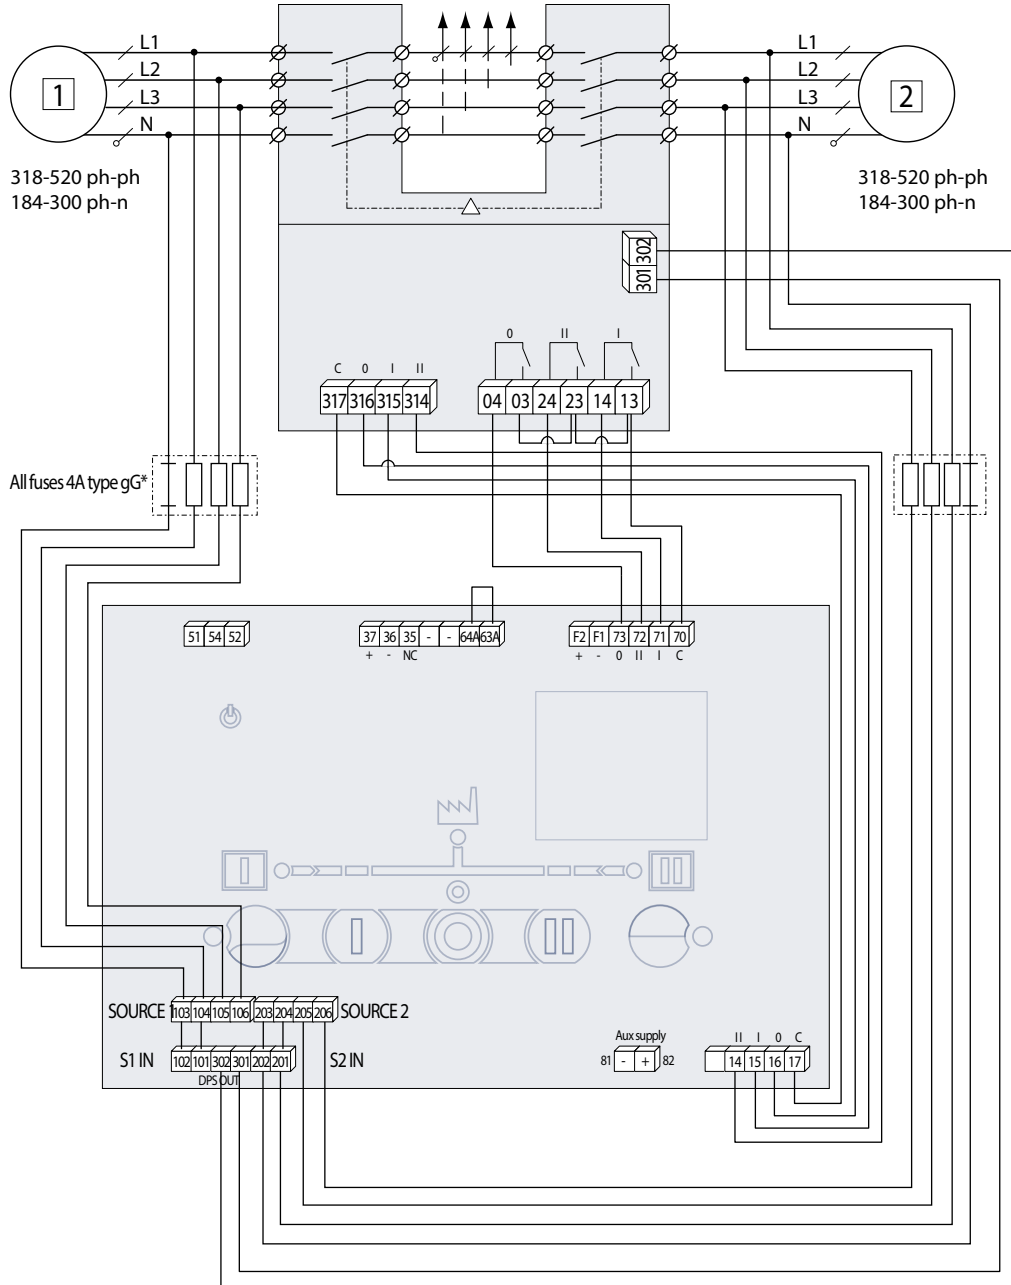 L1 L1
L2 L2
1 L3 L3 2
N N
318-520 ph-ph 318-520 ph-ph
184-300 ph-n 184-300 ph-n
302
301
0 II I
C 0 I II
317 316 315 314 04 03 24 23 14 13
All fuses 4A type gG*
51 54 52 37 36 35 - - 64A 63A F2 F1 73 72 71 70
+ - NC + - 0 II I C
SOURCE 1 103 104 105 106 203 204 205 206 SOURCE 2
Aux supply II I 0 C
S1 IN 102 101 302 301 202 201 S2 IN 81 - + 82 14 15 16 17
DPS OUT